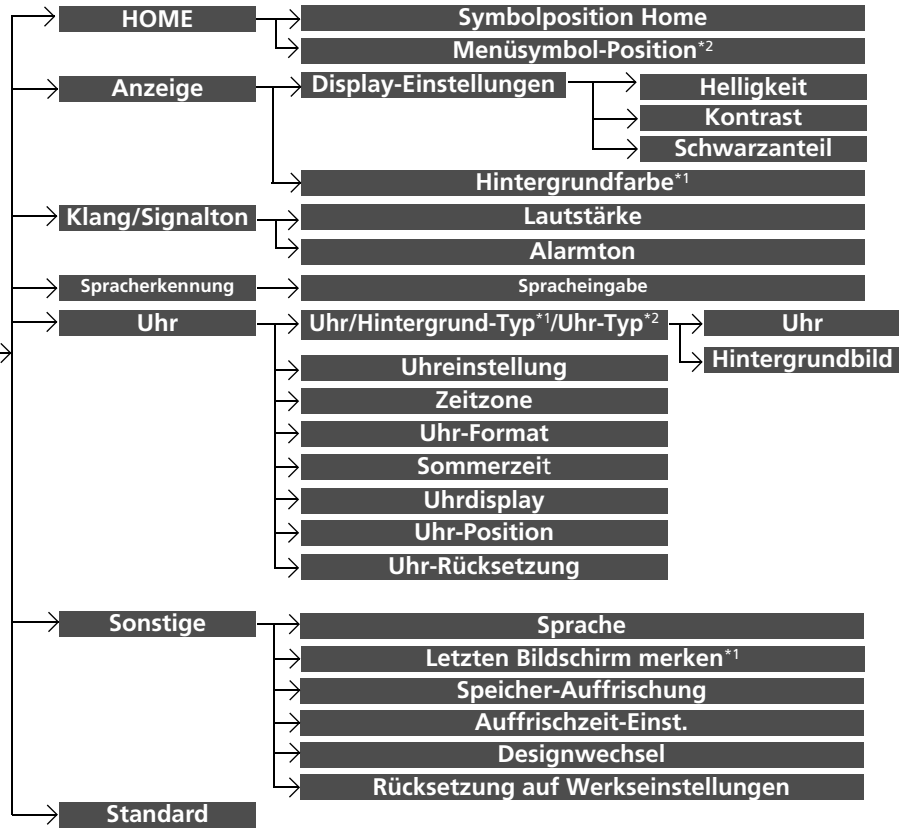 HOME
Symbolposition Home
Menüsymbol-Position*2
Anzeige
Display-Einstellungen
Helligkeit
Kontrast
Schwarzanteil
Hintergrundfarbe*1
Klang/Signalton
Lautstärke
Alarmton
Spracherkennung
Spracheingabe
Uhr
Uhr/Hintergrund-Typ*1/Uhr-Typ*2
Uhr
Hintergrundbild
Uhreinstellung
Zeitzone
Uhr-Format
Sommerzeit
Uhrdisplay
Uhr-Position
Uhr-Rücksetzung
Sonstige
Sprache
Letzten Bildschirm merken*1
Speicher-Auffrischung
Auffrischzeit-Einst.
Designwechsel
Rücksetzung auf Werkseinstellungen
Standard